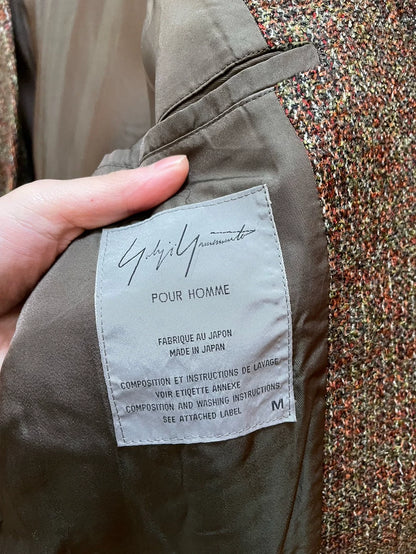 Yohji Yamamoto
POUR HOMME
FABRIQUE AU JAPON
MADE IN JAPAN
COMPOSITION ET INSTRUCTIONS DE LAVAGE
VOIR ETIQETTE ANNEXE
COMPOSITION AND WASHING INSTRUCTIONS
SEE ATTACHED LABEL M